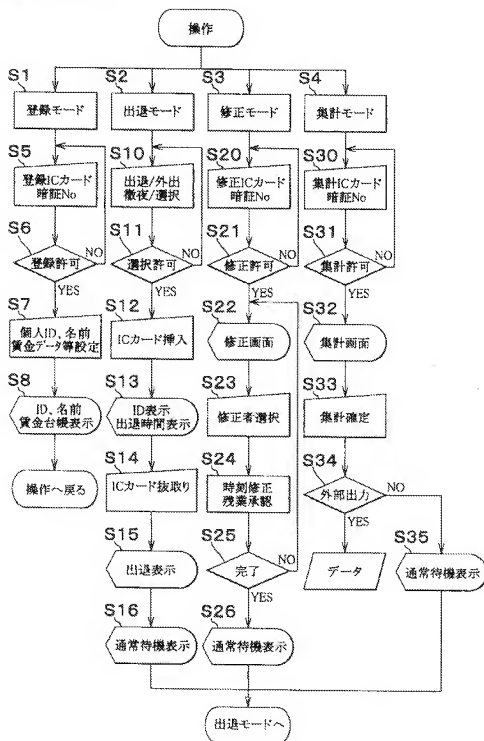 操作
S1
登録モード
S2
出退モード
S3
修正モード
S4
集計モード
S5
登録ICカード
暗証No
S10
出退/外出
徹夜/選択
S20
修正ICカード
暗証No
S30
集計ICカード
暗証No
S6
登録許可
NO
YES
S11
選択許可
NO
YES
S21
修正許可
NO
YES
S31
集計許可
NO
YES
S7
個人ID、名前
賃金データ等設定
S12
ICカード挿入
S22
修正画面
S32
集計画面
S8
ID、名前
賃金台帳表示
S13
ID表示
出退時間表示
S23
修正者選択
S33
集計確定
操作へ戻る
S14
ICカード抜取り
S24
時刻修正
残業承認
S34
外部出力
NO
YES
S15
出退表示
S25
完了
NO
YES
データ
S35
通常待機表示
S16
通常待機表示
S26
通常待機表示
出退モードへ